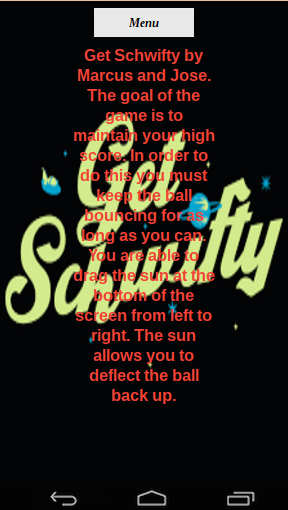 Menu
Get Schwifty by
Marcus and Jose.
The goal of the
game is to
maintain your high
score. In order to
do this you must
keep the ball
bouncing for as
long as you can.
You are able to
drag the sun at the
bottom of the
screen from left to
right. The sun
allows you to
deflect the ball
back up.
Get
Schwifty